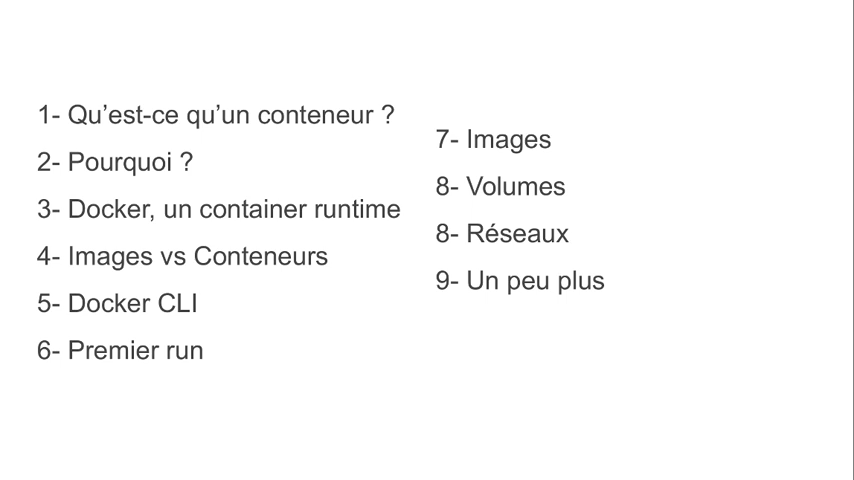 1- Qu’est-ce qu’un conteneur ?
2- Pourquoi ?
3- Docker, un container runtime
4- Images vs Conteneurs
5- Docker CLI
6- Premier run
7- Images
8- Volumes
8- Réseaux
9- Un peu plus